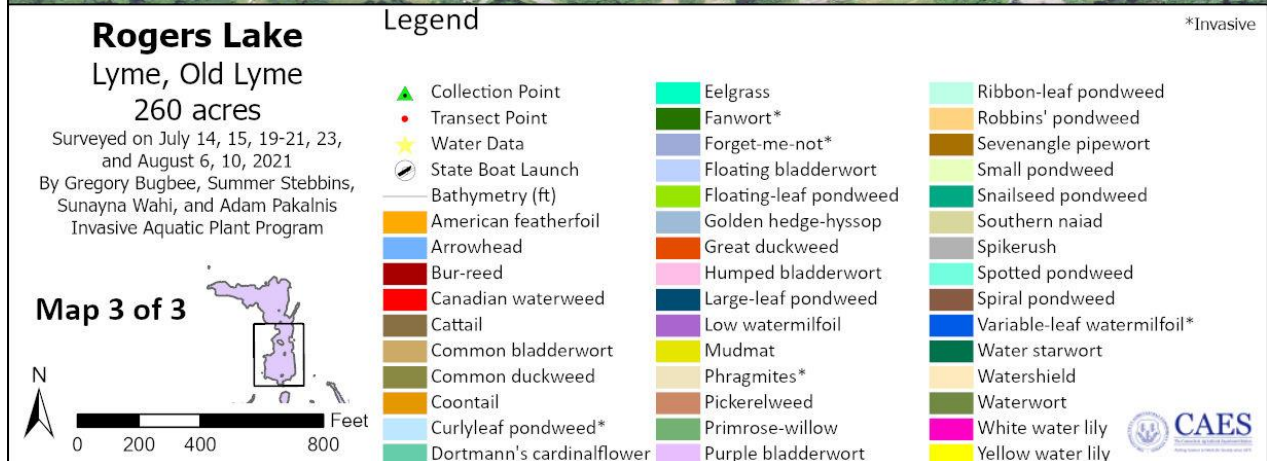 Rogers Lake
Lyme, Old Lyme
260 acres
Surveyed on July 14, 15, 19-21, 23,
and August 6, 10, 2021
By Gregory Bugbee, Summer Stebbins,
Sunayna Wahi, and Adam Pakalnis
Invasive Aquatic Plant Program
Map 3 of 3
N
Feet
0 200 400 800
Legend
*Invasive
Collection Point
Transect Point
Water Data
State Boat Launch
Bathymetry (ft)
American featherfoil
Arrowhead
Bur-reed
Canadian waterweed
Cattail
Common bladderwort
Common duckweed
Coontail
Curlyleaf pondweed*
Dortmann's cardinalflower
Eelgrass
Fanwort*
Forget-me-not*
Floating bladderwort
Floating-leaf pondweed
Golden hedge-hyssop
Great duckweed
Humped bladderwort
Large-leaf pondweed
Low watermilfoil
Mudmat
Phragmites*
Pickerelweed
Primrose-willow
Purple bladderwort
Ribbon-leaf pondweed
Robbins' pondweed
Sevenangle pipewort
Small pondweed
Snailseed pondweed
Southern naiad
Spikerush
Spotted pondweed
Spiral pondweed
Variable-leaf watermilfoil*
Water starwort
Watershield
Waterwort
White water lily
Yellow water lily
CAES